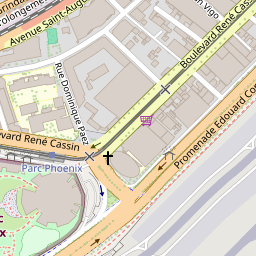 Avenue Saint-Aug
Boulevard René Cassin
Rue Dominique Paez
Vigo
evard René Cassin
Parc Phoenix
Promenade Edouard Co